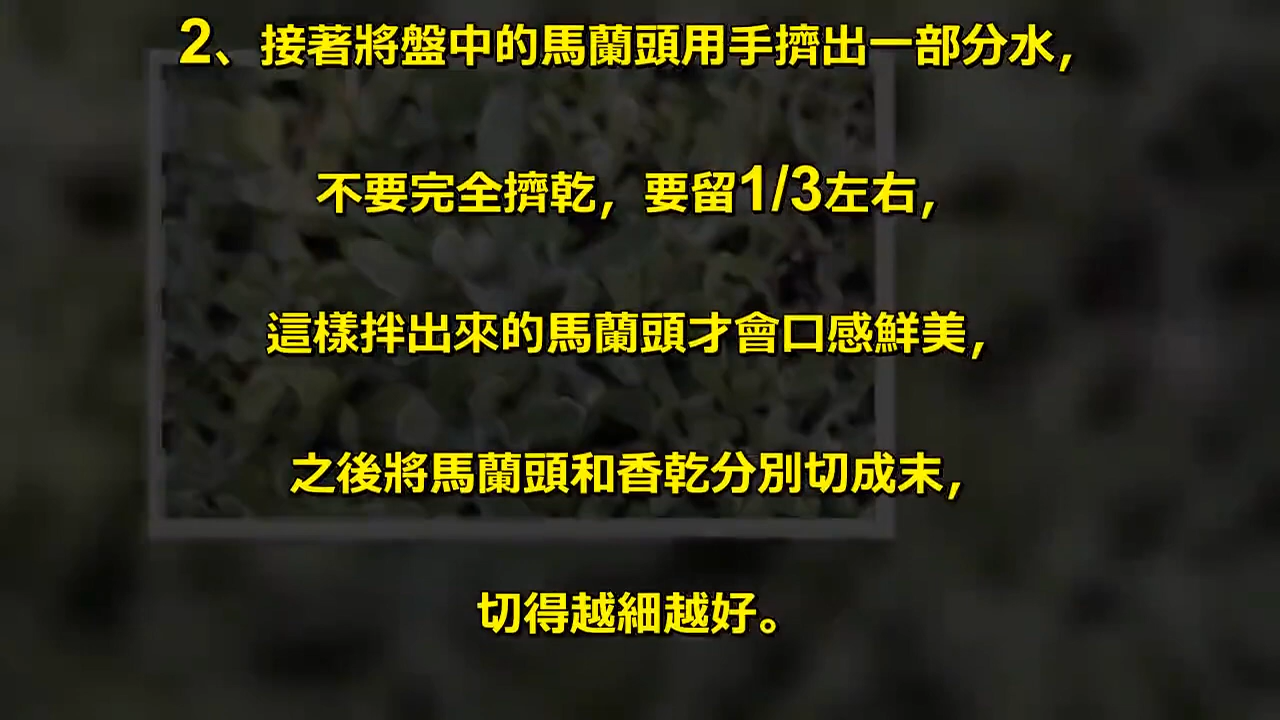 2、接著將盤中的馬蘭頭用手擠出一部分水，
不要完全擠乾，要留1/3左右，
這樣拌出來的馬蘭頭才會口感鮮美，
之後將馬蘭頭和香乾分別切成末，
切得越細越好。